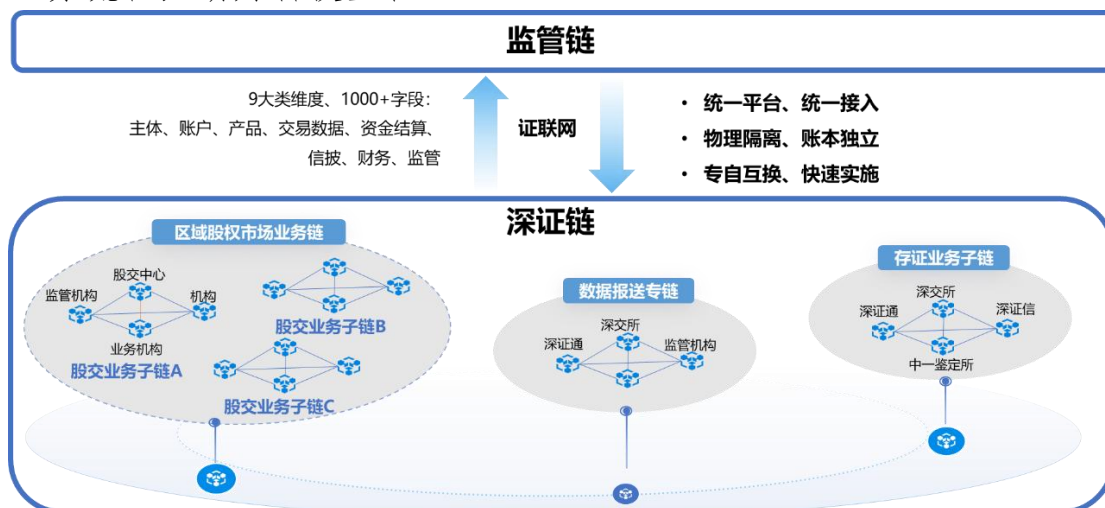 监管链
9大类维度、1000+字段：
主体、账户、产品、交易数据、资金结算、
信披、财务、监管
证联网
• 统一平台、统一接入
• 物理隔离、账本独立
• 专自互换、快速实施
深证链
区域股权市场业务链
股交中心
监管机构
机构
业务机构
股交业务子链A
股交业务子链B
股交业务子链C
数据报送专链
深交所
深证通
监管机构
存证业务子链
深交所
深证通
深证信
中一鉴定所